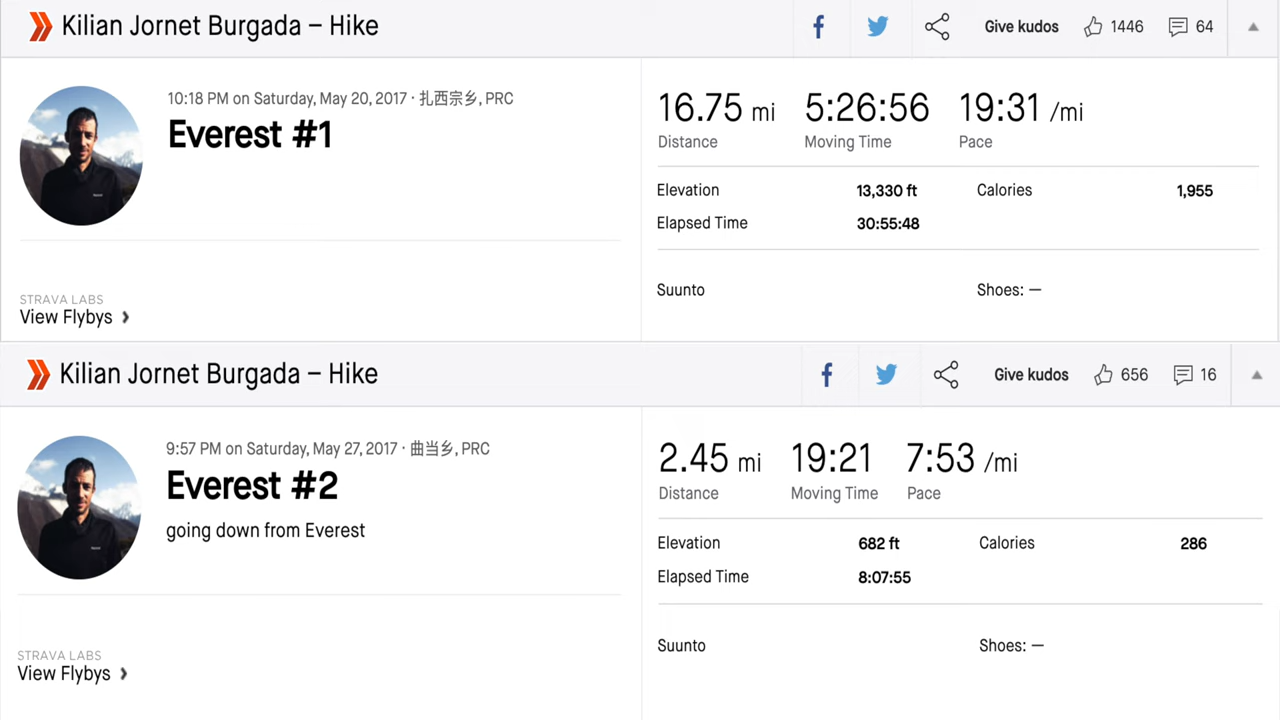 Kilian Jornet Burgada – Hike
Give kudos 1446 64
10:18 PM on Saturday, May 20, 2017 · 扎西宗乡, PRC
Everest #1
STRAVA LABS
View Flybys
16.75 mi 5:26:56 19:31 /mi
Distance Moving Time Pace
Elevation 13,330 ft Calories 1,955
Elapsed Time 30:55:48
Suunto Shoes: —
Kilian Jornet Burgada – Hike
Give kudos 656 16
9:57 PM on Saturday, May 27, 2017 · 曲当乡, PRC
Everest #2
going down from Everest
STRAVA LABS
View Flybys
2.45 mi 19:21 7:53 /mi
Distance Moving Time Pace
Elevation 682 ft Calories 286
Elapsed Time 8:07:55
Suunto Shoes: —